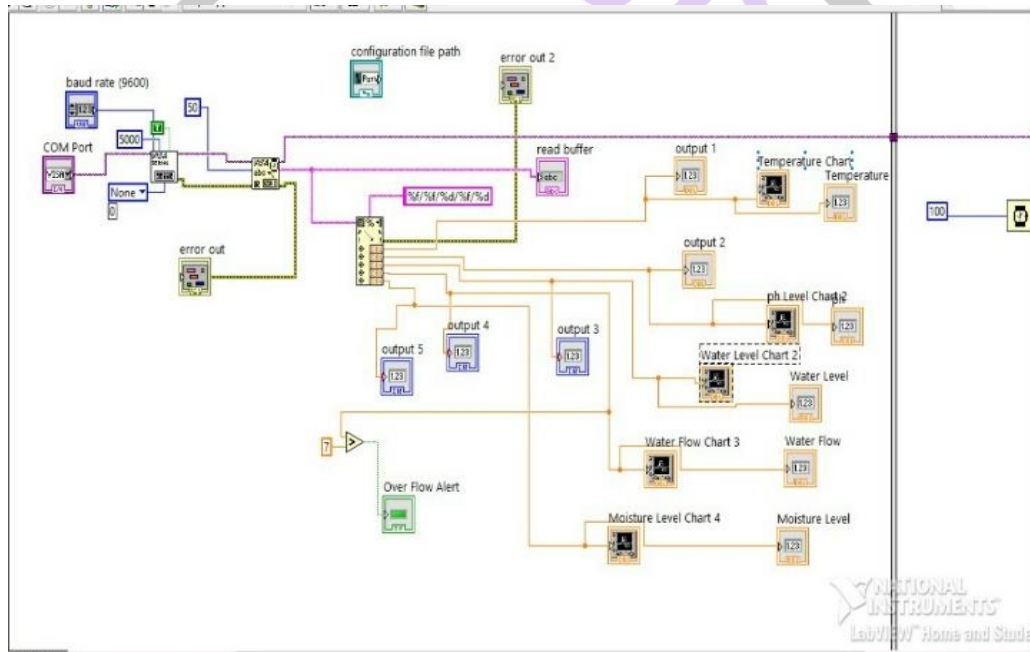 configuration file path
error out 2
baud rate (9600)
50
5000
COM Port
None
0
read buffer
abc
output 1
Temperature Chart
Temperature
%f/%f/%d/%f/%d
100
error out
output 2
ph Level Chart 2
output 4
output 3
output 5
Water Level Chart 2
Water Level
7
Water Flow Chart 3
Water Flow
Over Flow Alert
Moisture Level Chart 4
Moisture Level
NATIONAL
INSTRUMENTS
LabVIEW Home and Stude